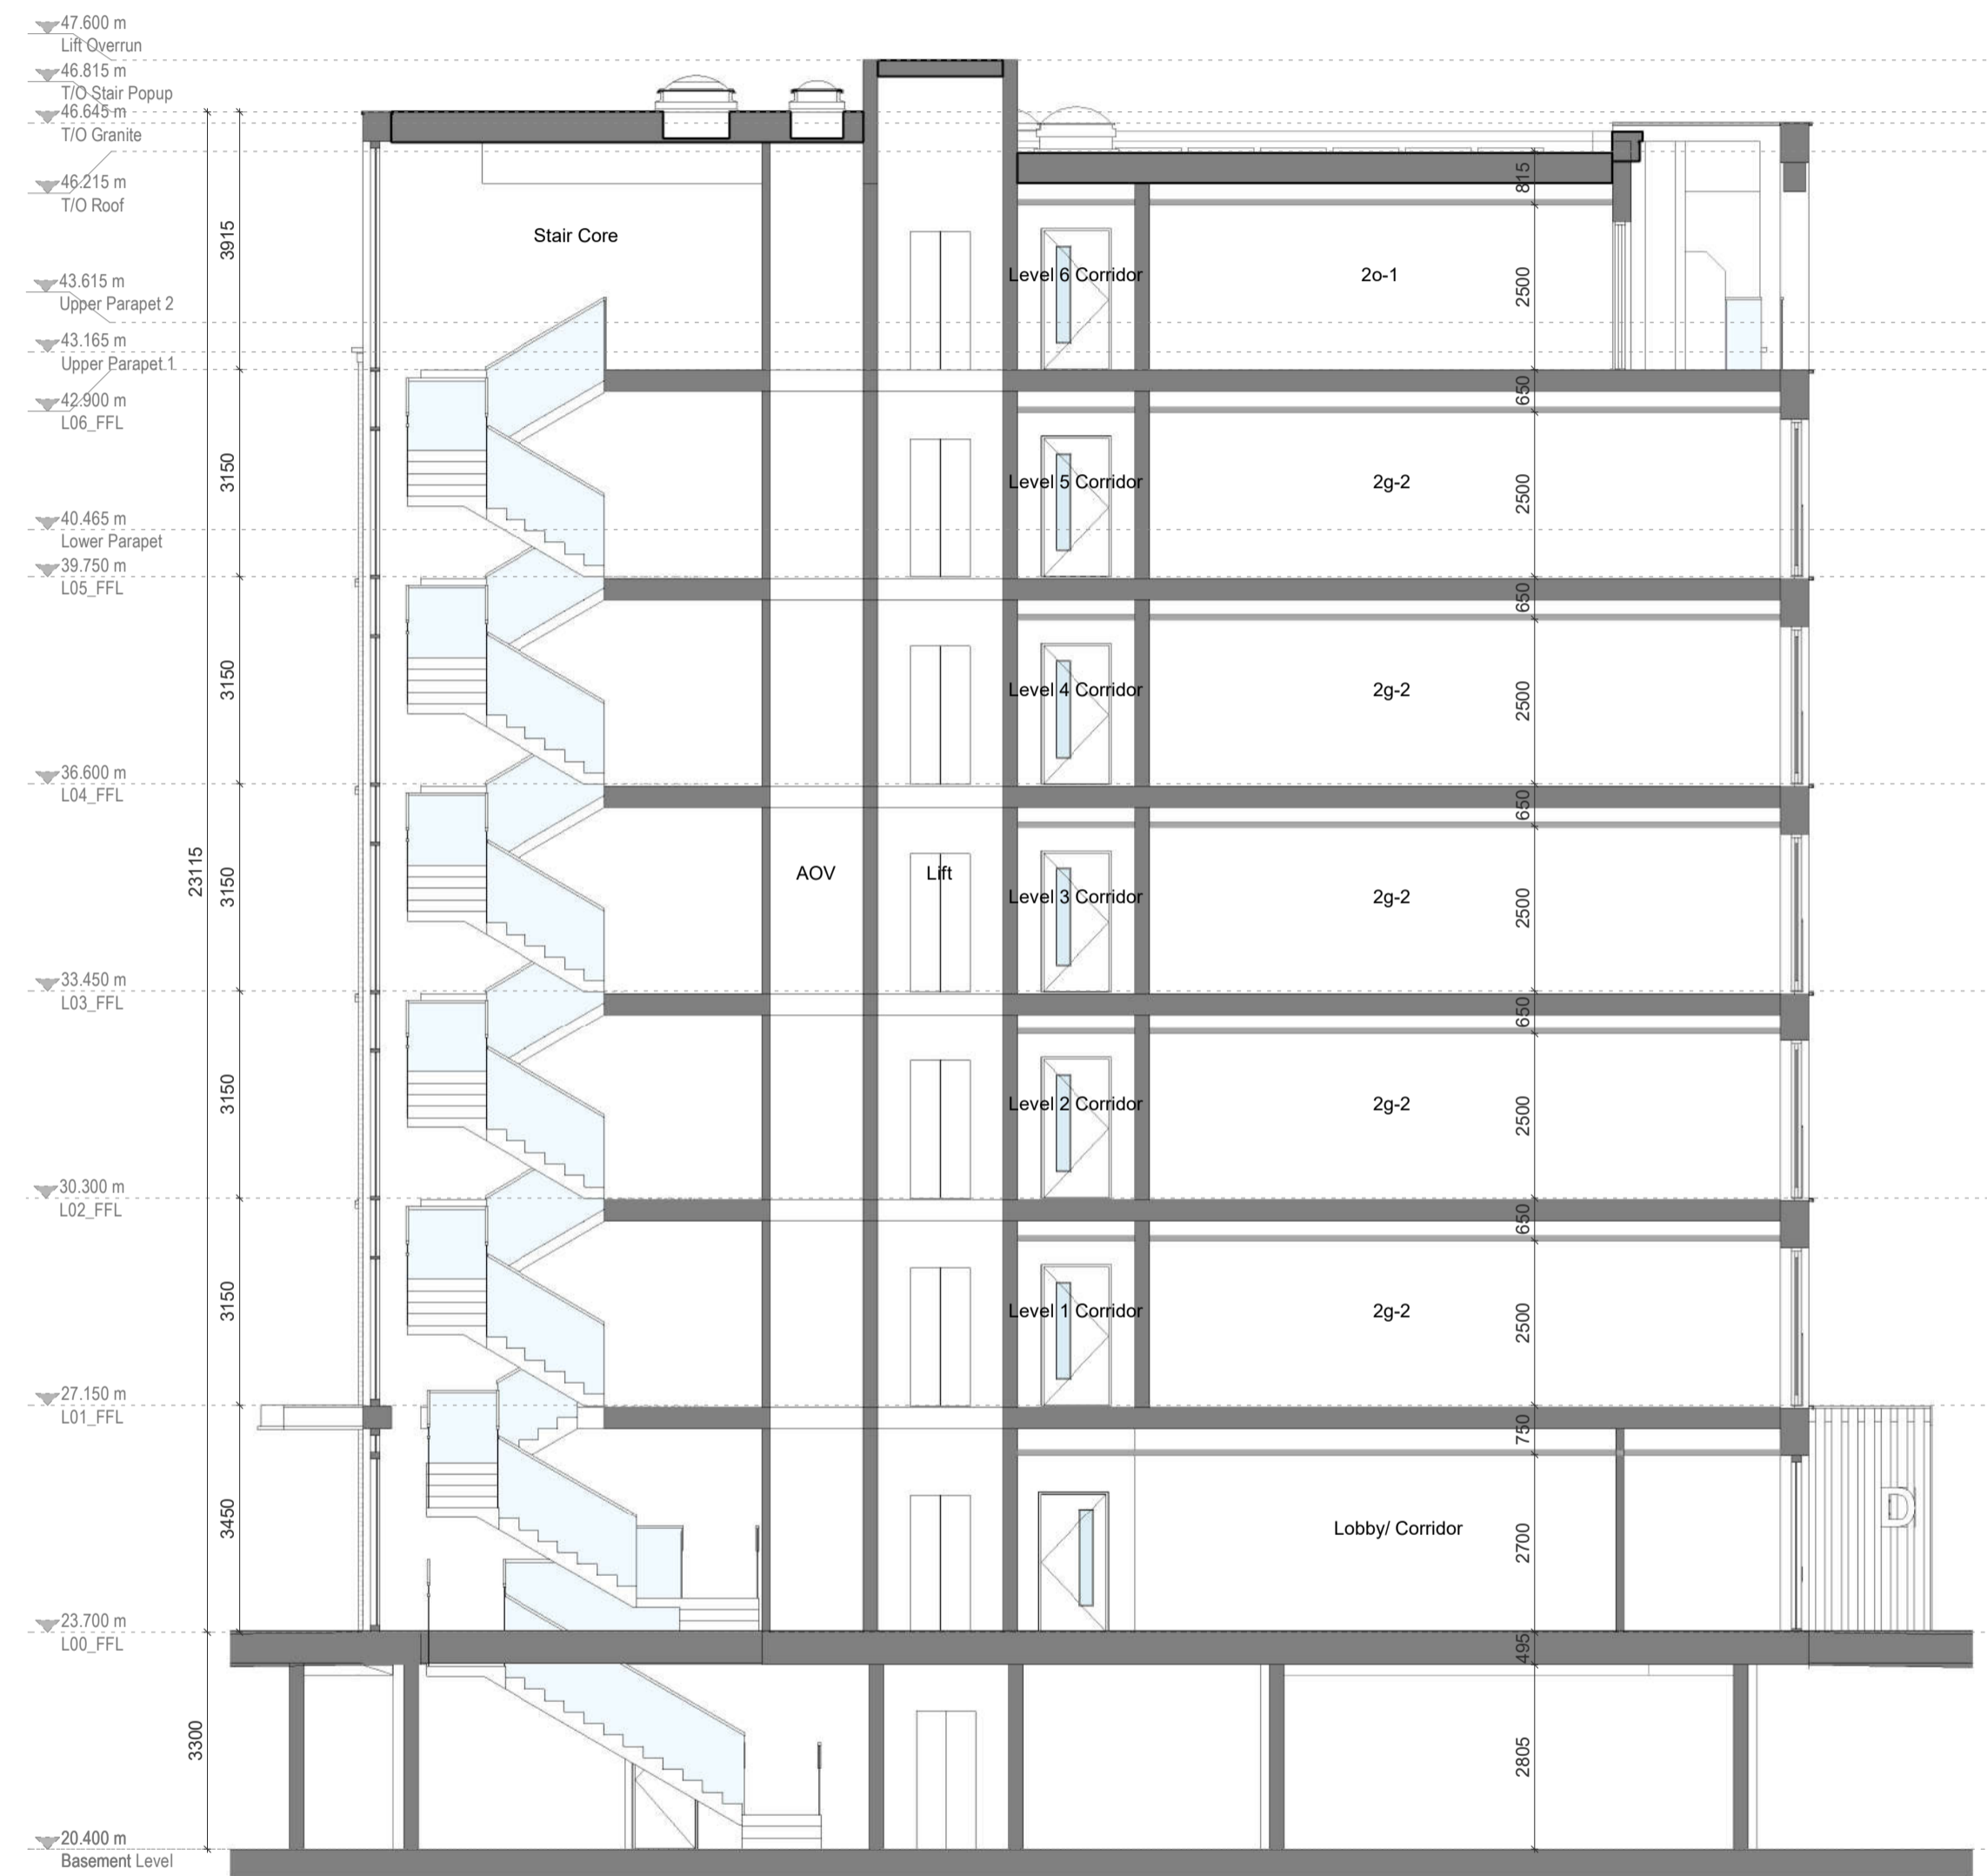 47.600 m
Lift Overrun
46.815 m
T/O Stair Popup
46.645 m
T/O Granite
46.215 m
T/O Roof
43.615 m
Upper Parapet 2
43.165 m
Upper Parapet 1
42.900 m
L06_FFL
40.465 m
Lower Parapet
39.750 m
L05_FFL
36.600 m
L04_FFL
33.450 m
L03_FFL
30.300 m
L02_FFL
27.150 m
L01_FFL
23.700 m
L00_FFL
20.400 m
Basement Level
23115
3300
3915
3150
3150
3150
3150
3150
3450
Stair Core
AOV
Lift
Level 6 Corridor
2o-1
Level 5 Corridor
2g-2
Level 4 Corridor
2g-2
Level 3 Corridor
2g-2
Level 2 Corridor
2g-2
Level 1 Corridor
2g-2
Lobby/ Corridor
815
2500
650
2500
650
2500
650
2500
650
2500
650
2500
750
2700
495
2805
D